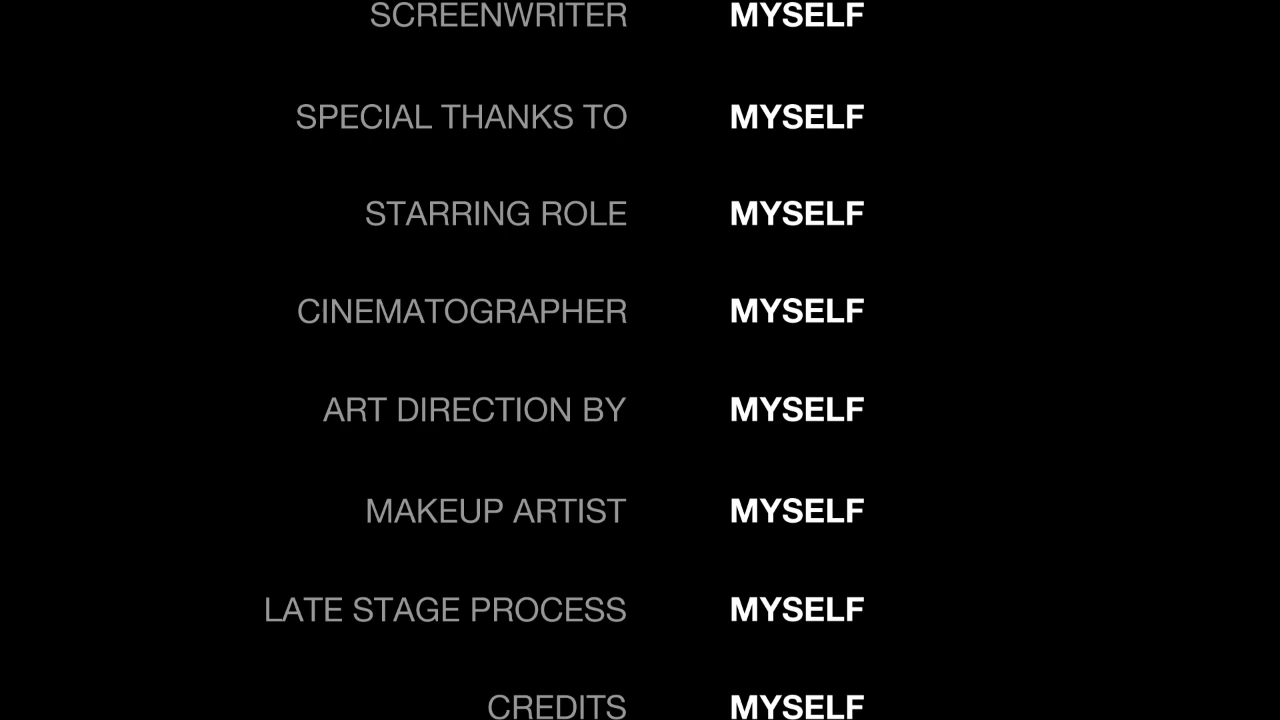 SCREENWRITER MYSELF
SPECIAL THANKS TO MYSELF
STARRING ROLE MYSELF
CINEMATOGRAPHER MYSELF
ART DIRECTION BY MYSELF
MAKEUP ARTIST MYSELF
LATE STAGE PROCESS MYSELF
CREDITS MYSELF